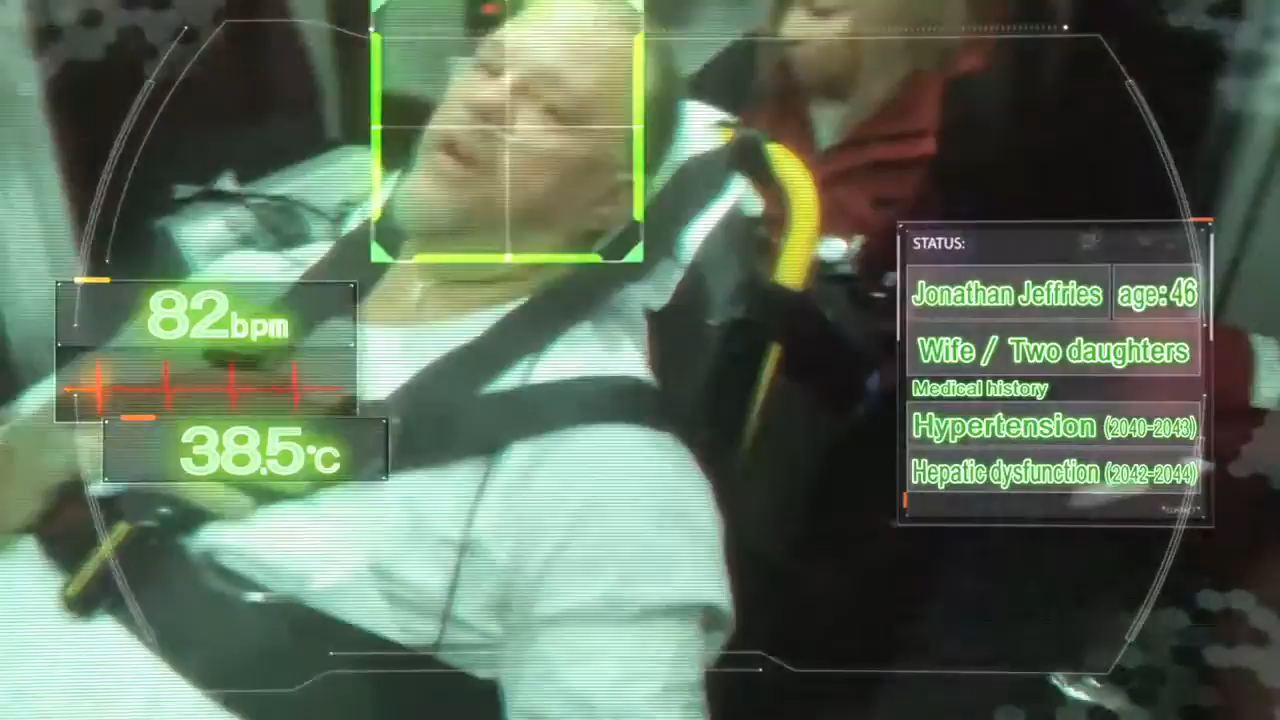 82bpm
38.5°C
STATUS:
Jonathan Jeffries age:46
Wife / Two daughters
Medical history
Hypertension (2040-2043)
Hepatic dysfunction (2042-2044)